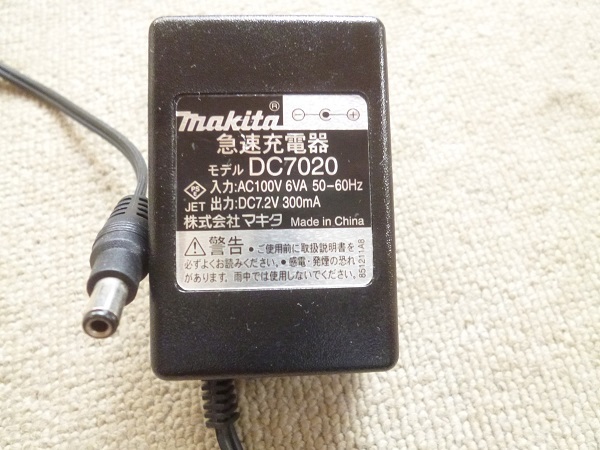 makita®
急速充電器
モデル DC7020
入力:AC100V 6VA 50-60Hz
JET 出力:DC7.2V 300mA
株式会社マキタ Made in China
警告 ・ご使用前に取扱説明書を
必ずよくお読みください。・感電・発煙の恐れ
があります。雨中では使用しないでください。
851211A8